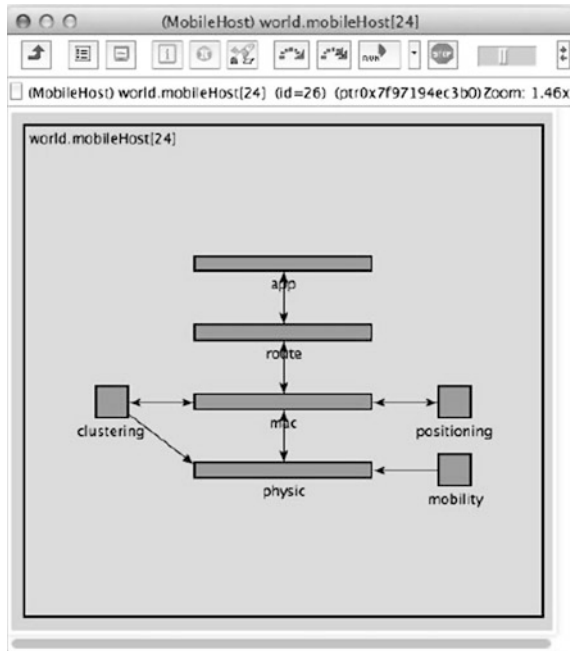 (MobileHost) world.mobileHost[24]
STOP
(MobileHost) world.mobileHost[24] (id=26) (ptr0x7f97194ec3b0) Zoom: 1.46x
world.mobileHost[24]
app
route
mac
clustering
positioning
physic
mobility